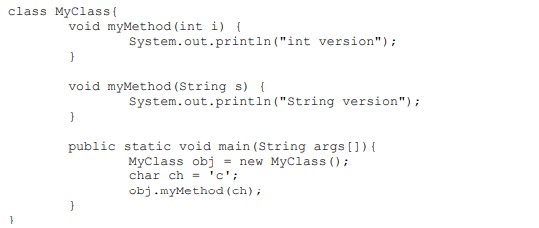 class MyClass{
void myMethod(int i) {
System.out.println("int version");
}
void myMethod(String s) {
System.out.println("String version");
}
public static void main(String args[]){
MyClass obj = new MyClass();
char ch = 'c';
obj.myMethod(ch);
}
}